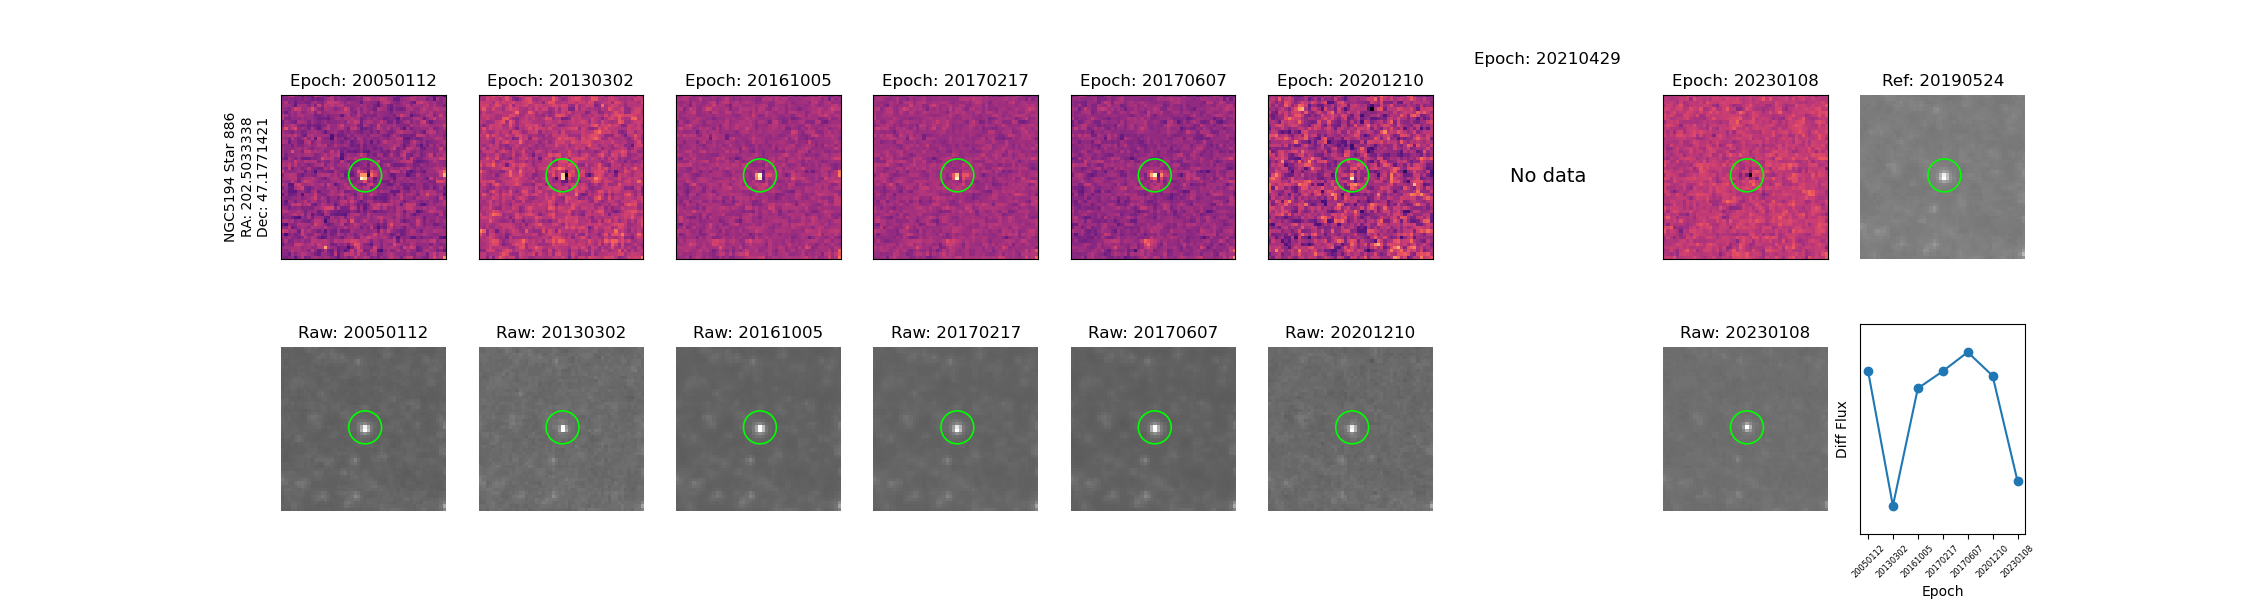 Epoch: 20210429
Epoch: 20050112
Epoch: 20130302
Epoch: 20161005
Epoch: 20170217
Epoch: 20170607
Epoch: 20201210
Epoch: 20230108
Ref: 20190524
NGC5194 Star 886
RA: 202.5033338
Dec: 47.17771421
No data
Raw: 20050112
Raw: 20130302
Raw: 20161005
Raw: 20170217
Raw: 20170607
Raw: 20201210
Raw: 20230108
Diff Flux
20050112
20130302
20161005
20170217
20170607
20201210
20230108
Epoch